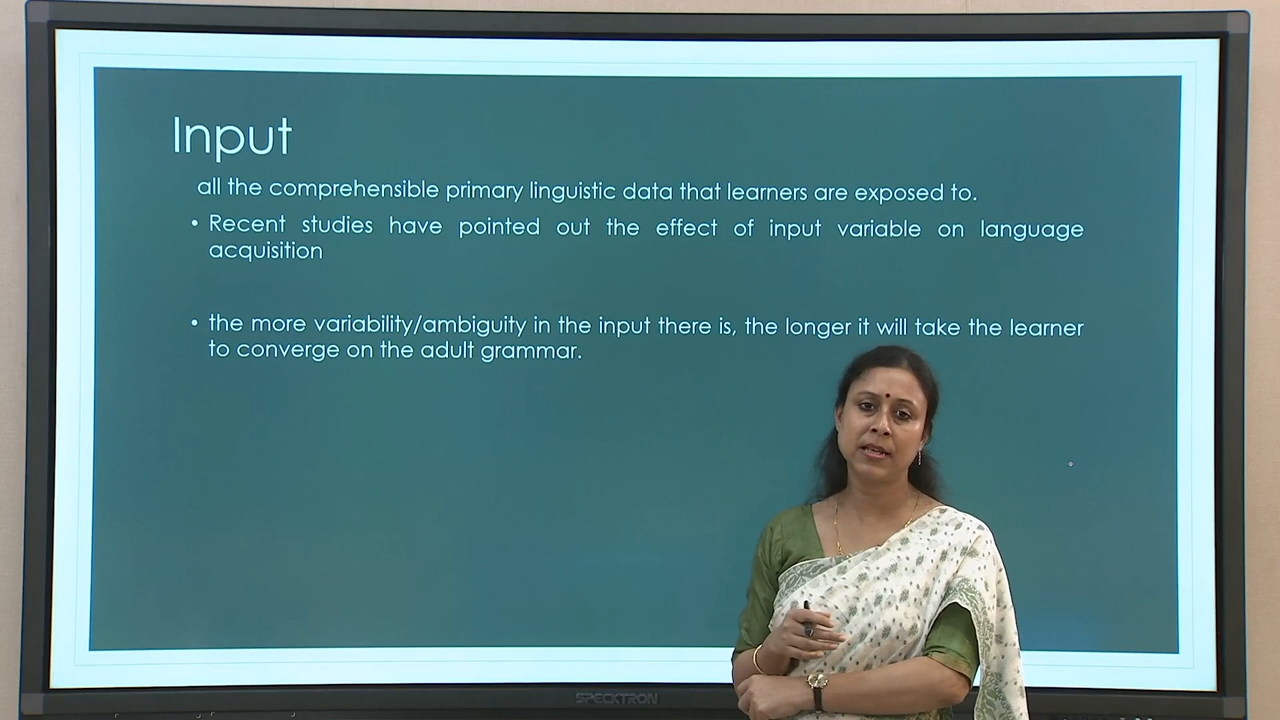 Input
all the comprehensible primary linguistic data that learners are exposed to.
• Recent studies have pointed out the effect of input variable on language
acquisition
• the more variability/ambiguity in the input there is, the longer it will take the learner
to converge on the adult grammar.
SPECKTRON